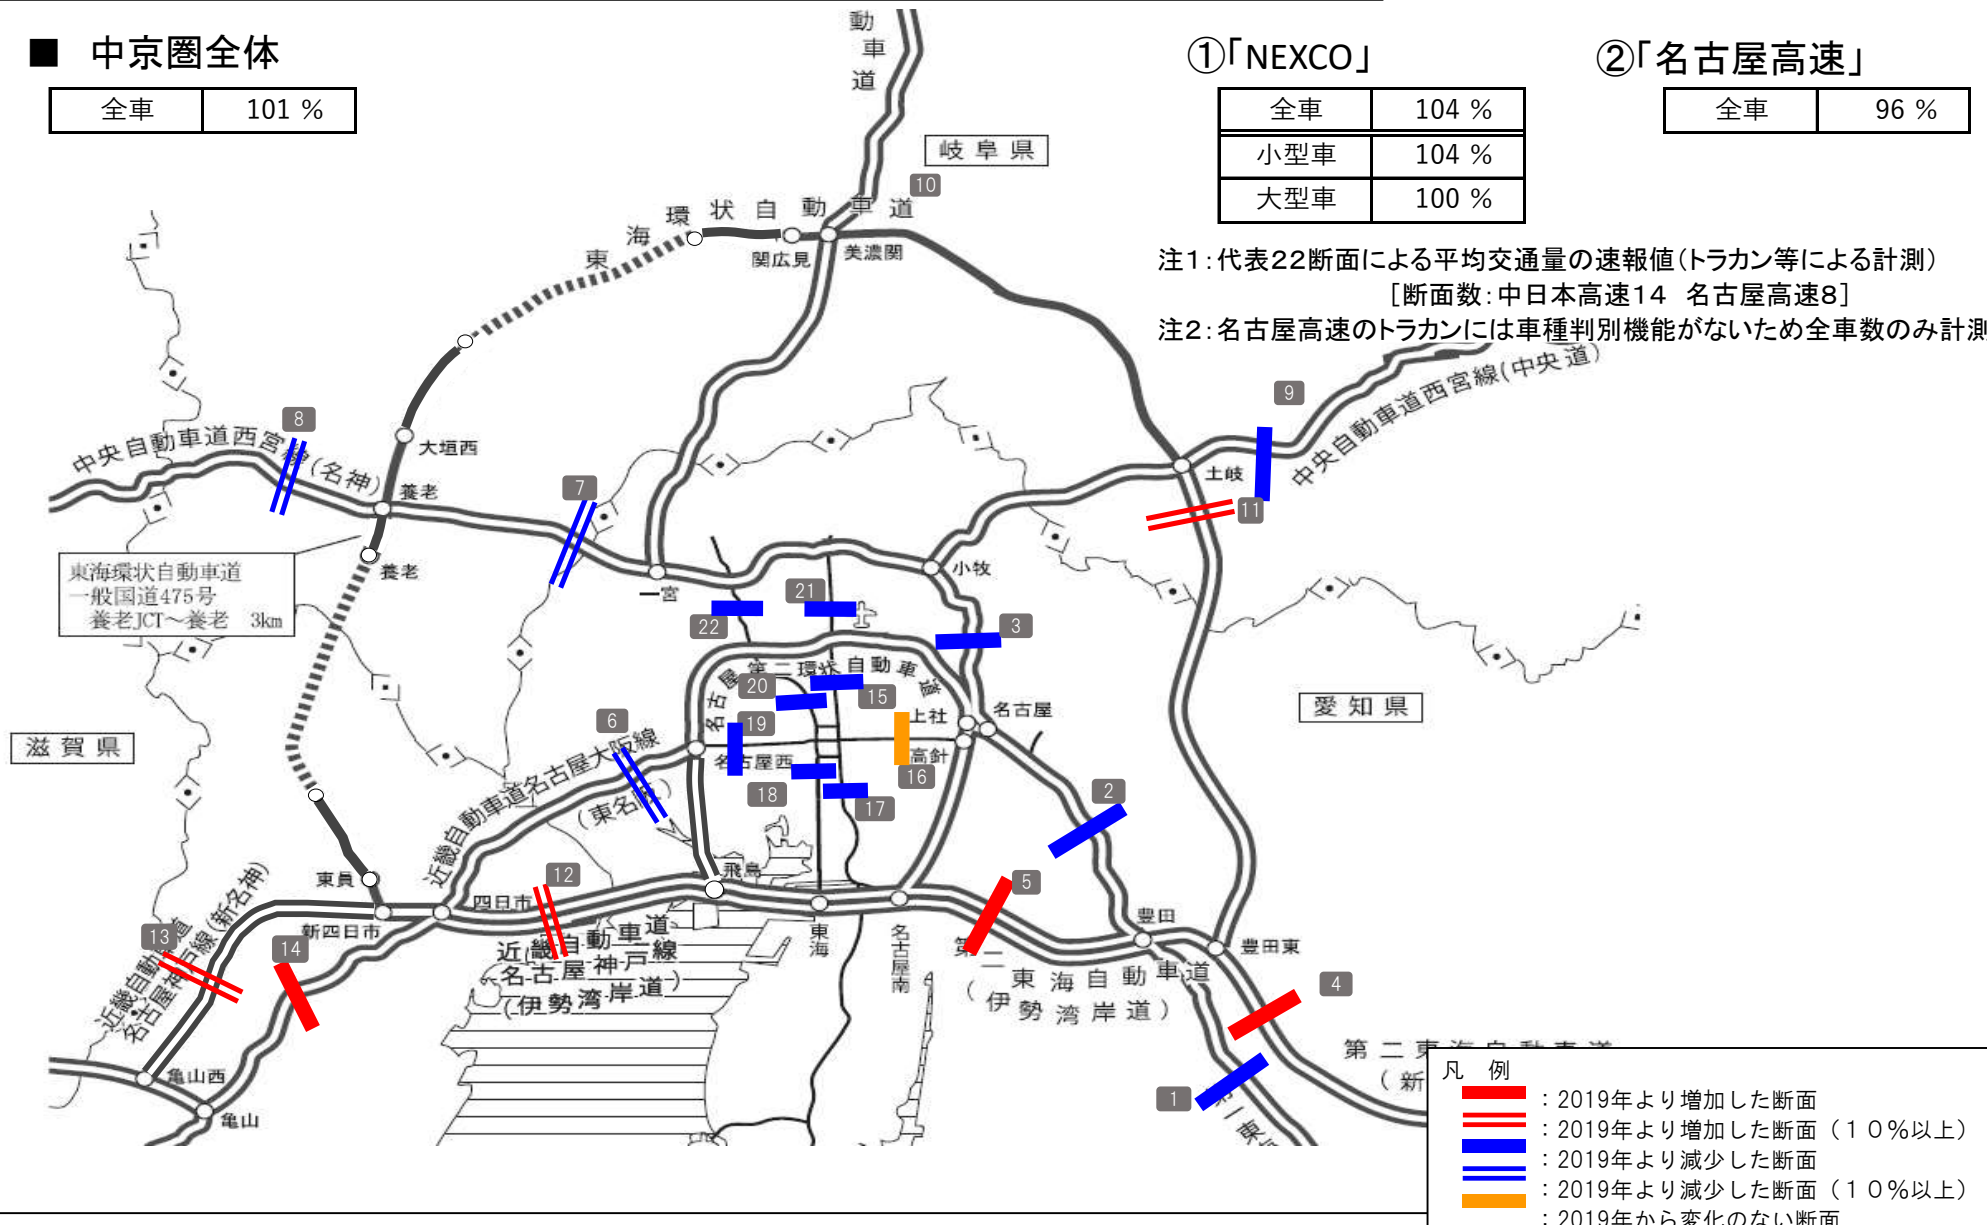 ■ 中京圏全体
全車 101 %
①「NEXCO」
全車 104 %
小型車 104 %
大型車 100 %
②「名古屋高速」
全車 96 %
注1：代表22断面による平均交通量の速報値（トラカン等による計測）
［断面数：中日本高速14 名古屋高速8］
注2：名古屋高速のトラカンには車種判別機能がないため全車数のみ計測
動車道
岐阜県
10
東海環状自動車道
関広見
美濃関
9
中央自動車道西宮線(中央道)
8
中央自動車道西宮線(名神)
大垣西
養老
7
土岐
11
養老
東海環状自動車道
一般国道475号
養老JCT～養老 3km
一宮
小牧
21
22
3
名古屋第二環状自動車道
20
15
19
上社
名古屋
愛知県
滋賀県
6
近畿自動車道名古屋大阪線
(東名阪)
名古屋西
高針
16
18
17
2
飛島
東員
12
5
四日市
新四日市
東海
名古屋南
豊田
豊田東
13
14
近畿自動車道
名古屋神戸線(新名神)
近畿自動車道
名古屋神戸線
(伊勢湾岸道)
第二東海自動車道
(伊勢湾岸道)
4
第二東海自動車道
(新
亀山西
亀山
1
凡 例
：2019年より増加した断面
：2019年より増加した断面（１０%以上）
：2019年より減少した断面
：2019年より減少した断面（１０%以上）
：2019年から変化のない断面